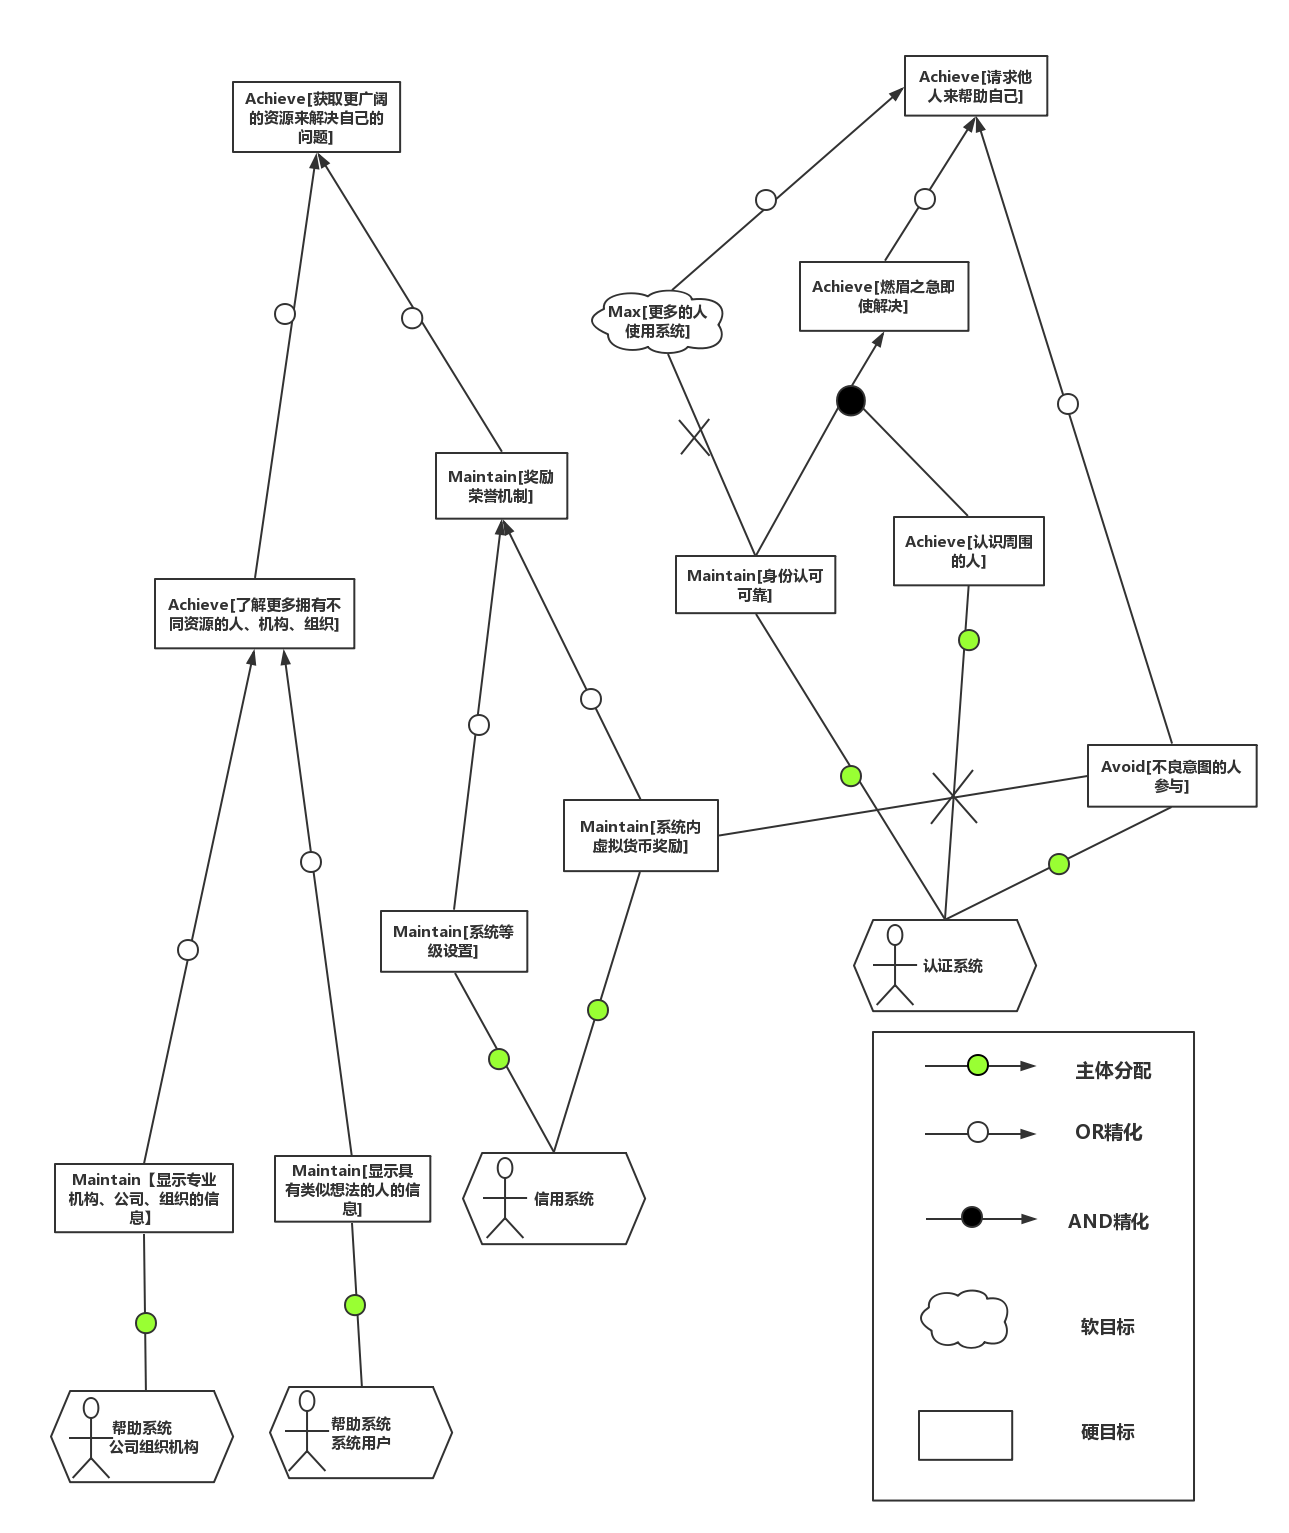 Achieve[获取更广阔
的资源来解决自己的
问题]
Achieve[请求他
人来帮助自己]
Max[更多的人
使用系统]
Achieve[燃眉之急即
使解决]
Maintain[奖励
荣誉机制]
Achieve[认识周围
的人]
Maintain[身份认可
可靠]
Achieve[了解更多拥有不
同资源的人、机构、组织]
Avoid[不良意图的人
参与]
Maintain[系统内
虚拟货币奖励]
Maintain[系统等
级设置]
认证系统
Maintain【显示专业
机构、公司、组织的信
息】
Maintain[显示具
有类似想法的人的信
息]
信用系统
帮助系统
公司组织机构
帮助系统
系统用户
主体分配
OR精化
AND精化
软目标
硬目标